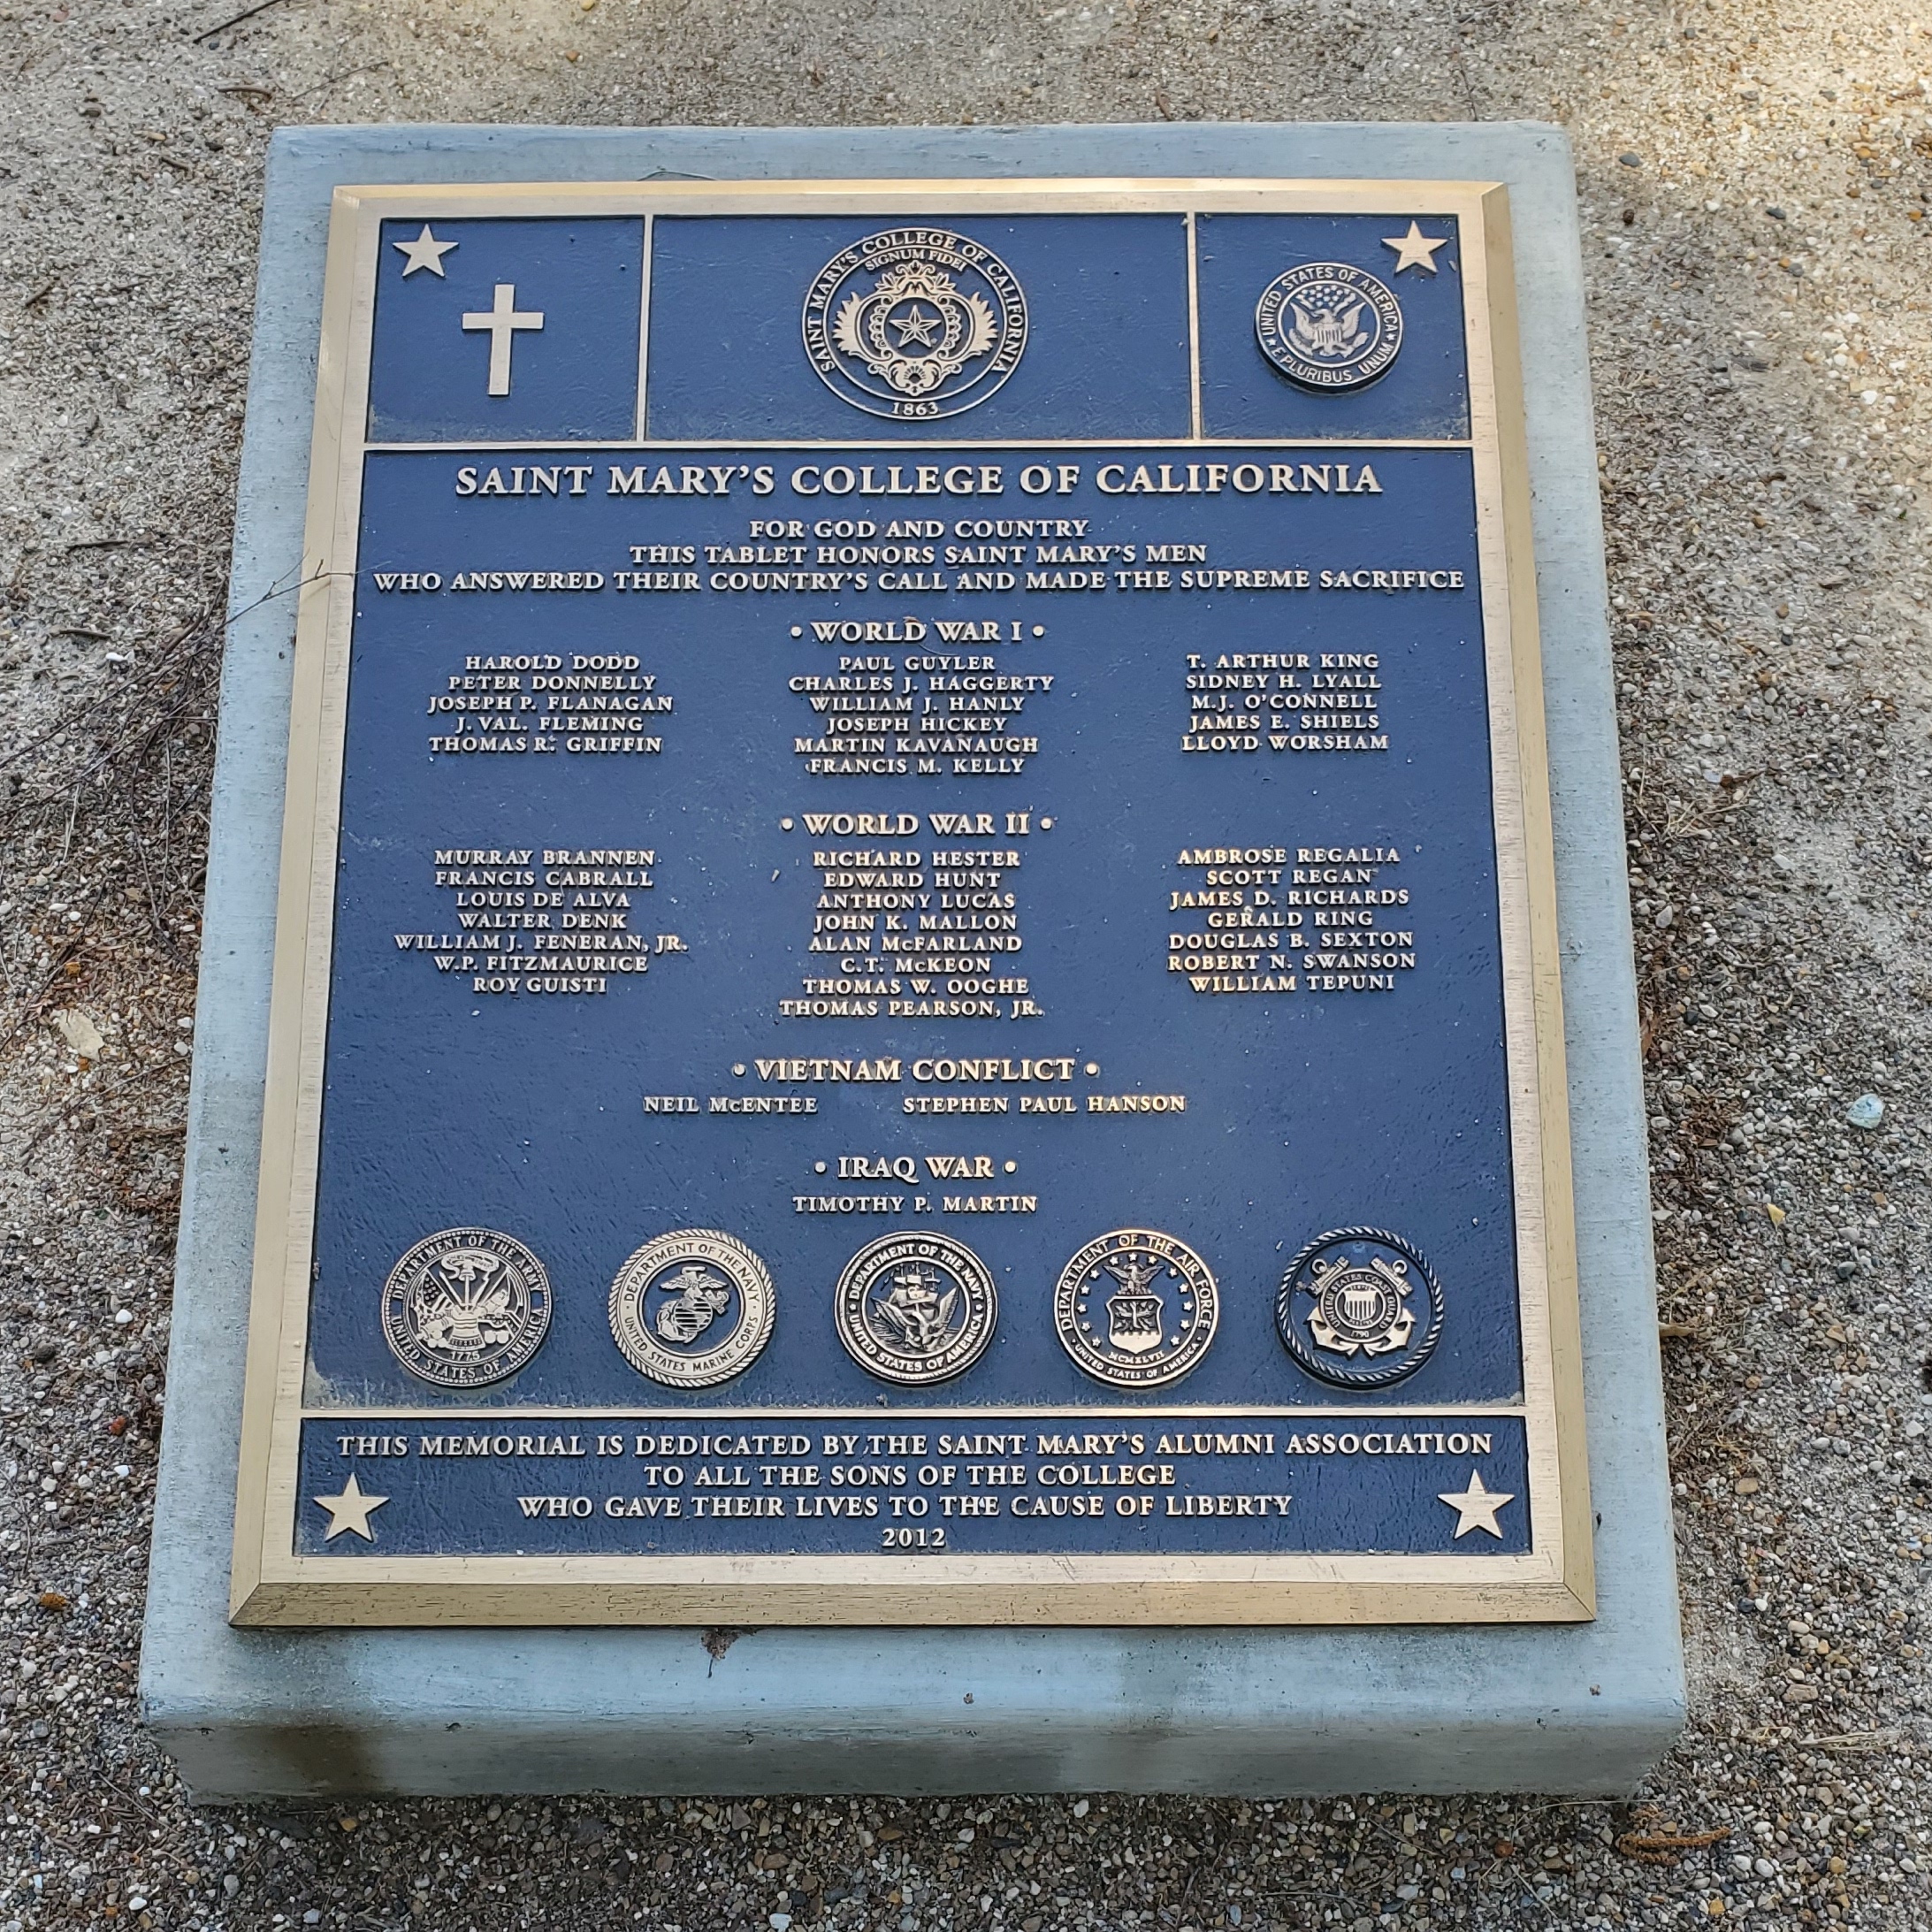 SAINT MARY'S COLLEGE OF CALIFORNIA
SIGNUM FIDEI
1863
UNITED STATES OF AMERICA
E PLURIBUS UNUM
SAINT MARY'S COLLEGE OF CALIFORNIA
FOR GOD AND COUNTRY
THIS TABLET HONORS SAINT MARY'S MEN
WHO ANSWERED THEIR COUNTRY'S CALL AND MADE THE SUPREME SACRIFICE
• WORLD WAR I •
HAROLD DODD
PETER DONNELLY
JOSEPH P. FLANAGAN
J. VAL. FLEMING
THOMAS R. GRIFFIN
PAUL GUYLER
CHARLES J. HAGGERTY
WILLIAM J. HANLY
JOSEPH HICKEY
MARTIN KAVANAUGH
FRANCIS M. KELLY
T. ARTHUR KING
SIDNEY H. LYALL
M.J. O'CONNELL
JAMES E. SHIELS
LLOYD WORSHAM
• WORLD WAR II •
MURRAY BRANNEN
FRANCIS CABRALL
LOUIS DE ALVA
WALTER DENK
WILLIAM J. FENERAN, JR.
W.P. FITZMAURICE
ROY GUISTI
RICHARD HESTER
EDWARD HUNT
ANTHONY LUCAS
JOHN K. MALLON
ALAN McFARLAND
C.T. McKEON
THOMAS W. OOGHE
THOMAS PEARSON, JR.
AMBROSE REGALIA
SCOTT REGAN
JAMES D. RICHARDS
GERALD RING
DOUGLAS B. SEXTON
ROBERT N. SWANSON
WILLIAM TEPUNI
• VIETNAM CONFLICT •
NEIL McENTEE STEPHEN PAUL HANSON
• IRAQ WAR •
TIMOTHY P. MARTIN
DEPARTMENT OF THE ARMY
1775
UNITED STATES OF AMERICA
DEPARTMENT OF THE NAVY
UNITED STATES MARINE CORPS
DEPARTMENT OF THE NAVY
UNITED STATES OF AMERICA
DEPARTMENT OF THE AIR FORCE
MCMXLVII
UNITED STATES OF AMERICA
UNITED STATES COAST GUARD
1790
THIS MEMORIAL IS DEDICATED BY THE SAINT MARY'S ALUMNI ASSOCIATION
TO ALL THE SONS OF THE COLLEGE
WHO GAVE THEIR LIVES TO THE CAUSE OF LIBERTY
2012